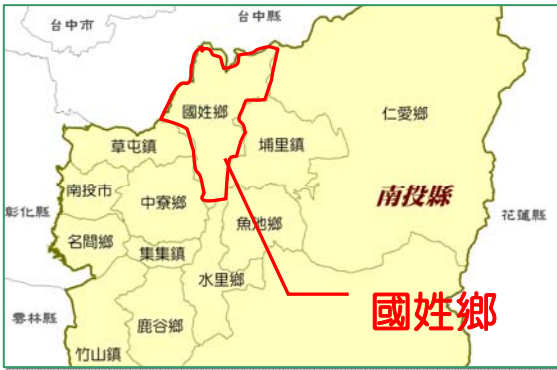 台中市
台中縣
國姓鄉
仁愛鄉
草屯鎮
埔里鎮
南投市
中寮鄉
南投縣
彰化縣
魚池鄉
花蓮縣
名間鄉
集集鎮
水里鄉
國姓鄉
雲林縣
鹿谷鄉
竹山鎮